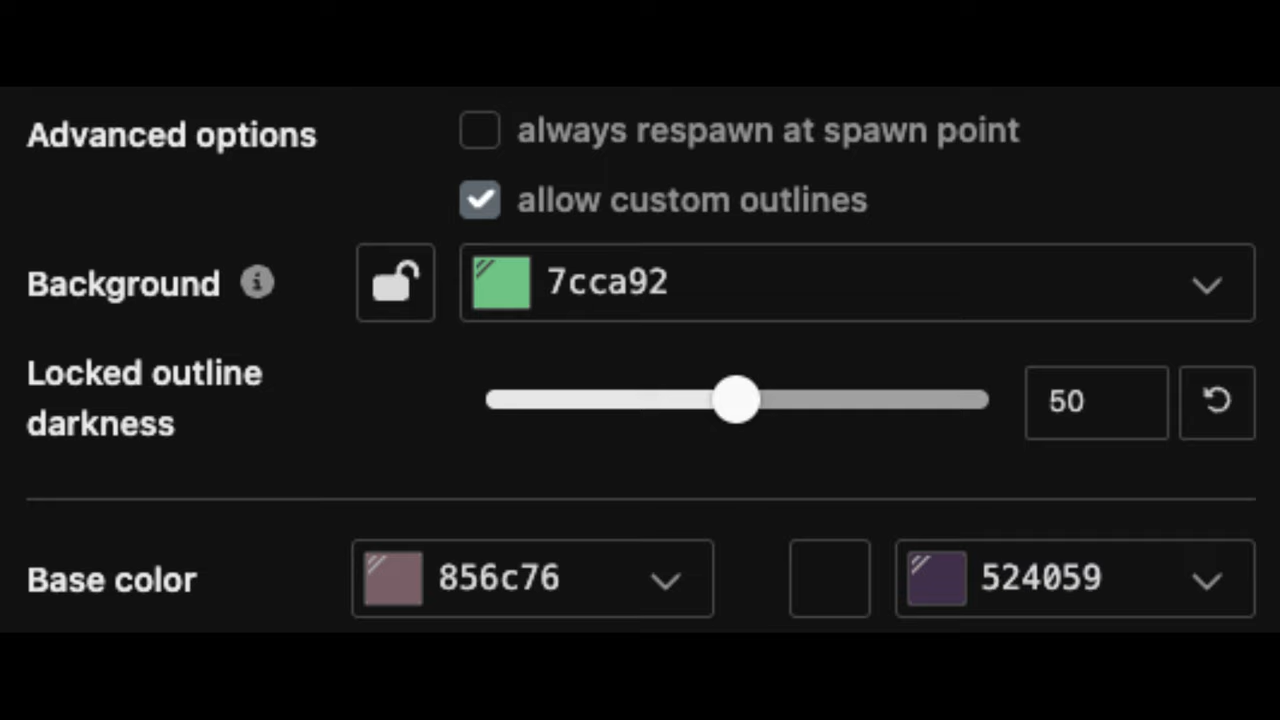 Advanced options
always respawn at spawn point
allow custom outlines
Background
7cca92
Locked outline
darkness
50
Base color
856c76
524059